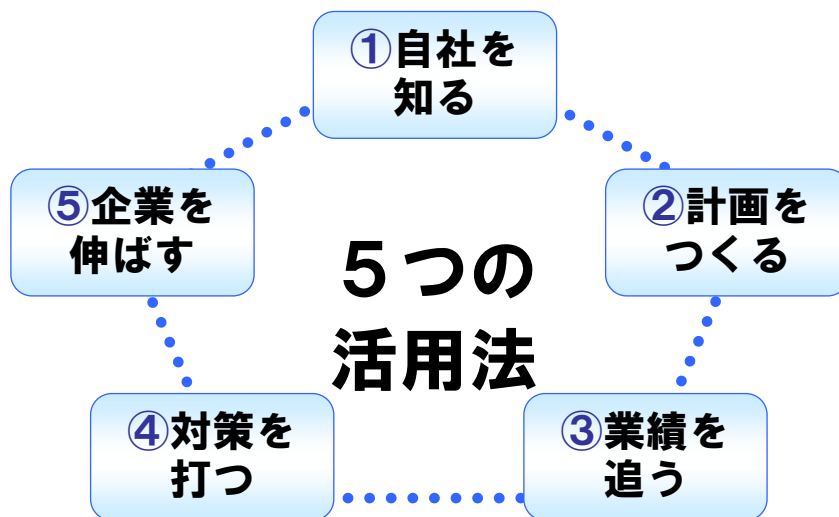 ①自社を
知る
②計画を
つくる
③業績を
追う
④対策を
打つ
⑤企業を
伸ばす
５つの
活用法